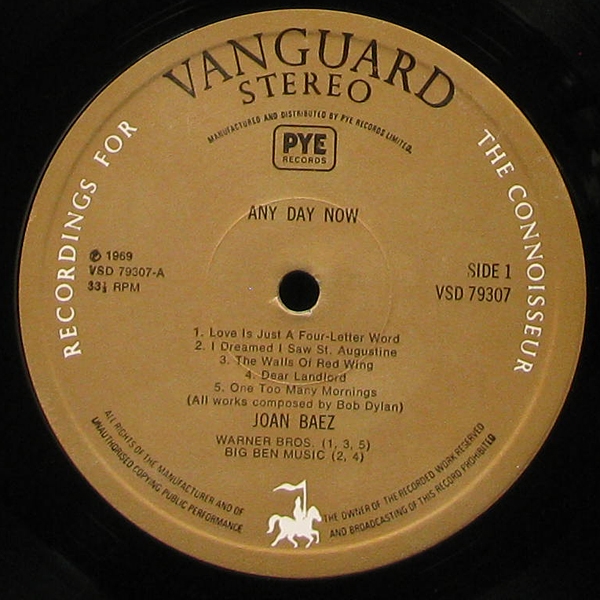 VANGUARD
STEREO
MANUFACTURED AND DISTRIBUTED BY PYE RECORDS LIMITED.
PYE
RECORDS
RECORDINGS FOR
THE CONNOISSEUR
ANY DAY NOW
℗ 1969
VSD 79307-A
33⅓ RPM
SIDE 1
VSD 79307
1. Love Is Just A Four-Letter Word
2. I Dreamed I Saw St. Augustine
3. The Walls Of Red Wing
4. Dear Landlord
5. One Too Many Mornings
(All works composed by Bob Dylan)
JOAN BAEZ
WARNER BROS. (1, 3, 5)
BIG BEN MUSIC (2, 4)
ALL RIGHTS OF THE MANUFACTURER AND OF
THE OWNER OF THE RECORDED WORK RESERVED
UNAUTHORISED COPYING PUBLIC PERFORMANCE
AND BROADCASTING OF THIS RECORD PROHIBITED